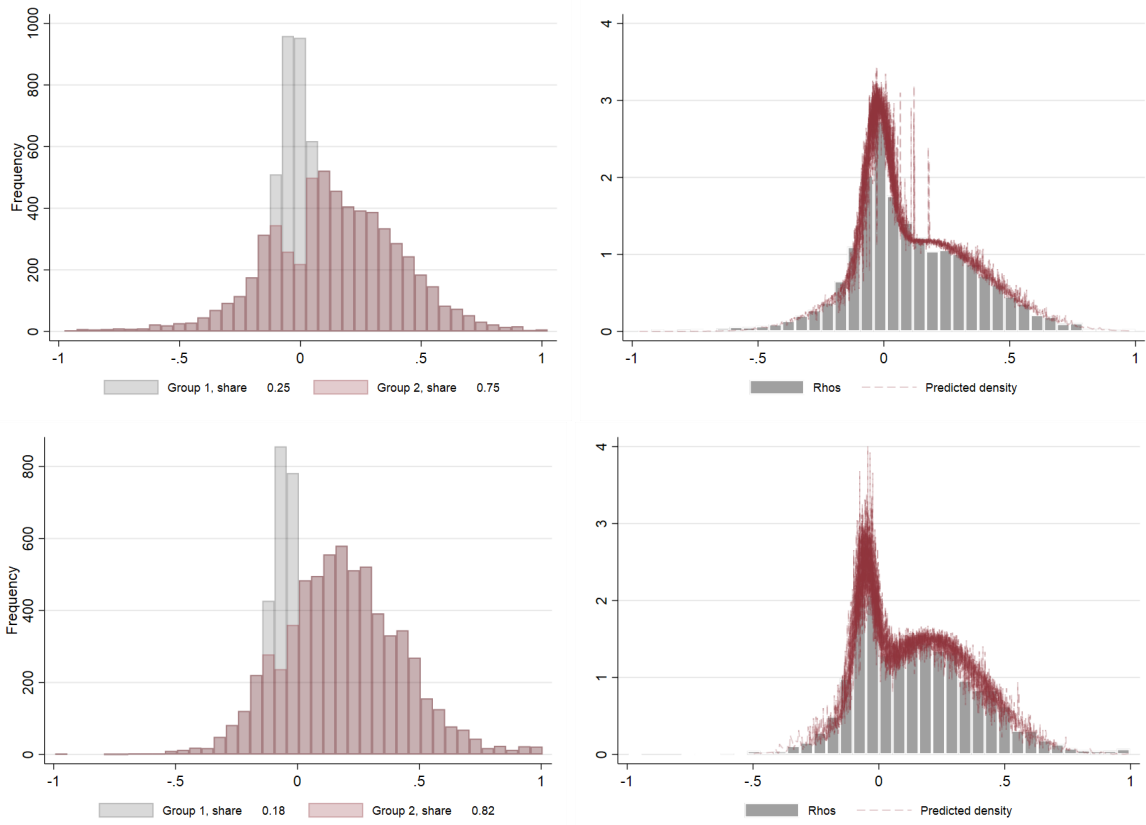 1000
800
600
400
200
0
Frequency
-1 -.5 0 .5 1
Group 1, share 0.25 Group 2, share 0.75
4
3
2
1
0
-1 -.5 0 .5 1
Rhos Predicted density
800
600
400
200
0
Frequency
-1 -.5 0 .5 1
Group 1, share 0.18 Group 2, share 0.82
4
3
2
1
0
-1 -.5 0 .5 1
Rhos Predicted density